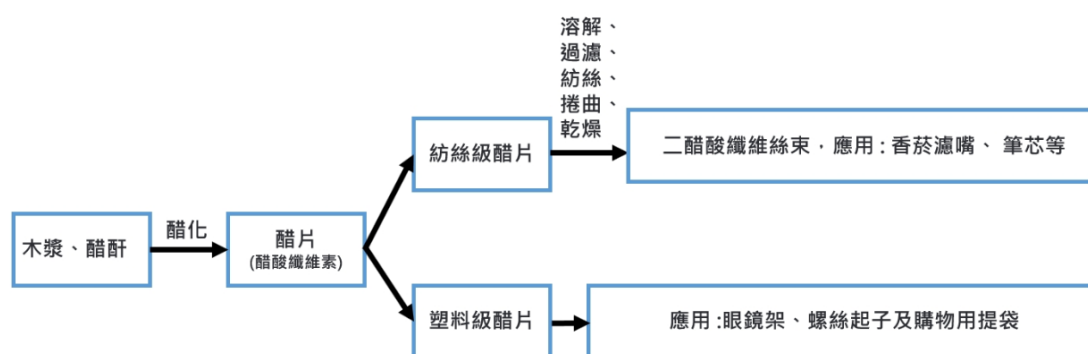 溶解、
過濾、
紡絲、
捲曲、
乾燥
紡絲級醋片
二醋酸纖維絲束，應用：香菸濾嘴、 筆芯等
木漿、醋酐
醋化
醋片
(醋酸纖維素)
塑料級醋片
應用：眼鏡架、螺絲起子及購物用提袋